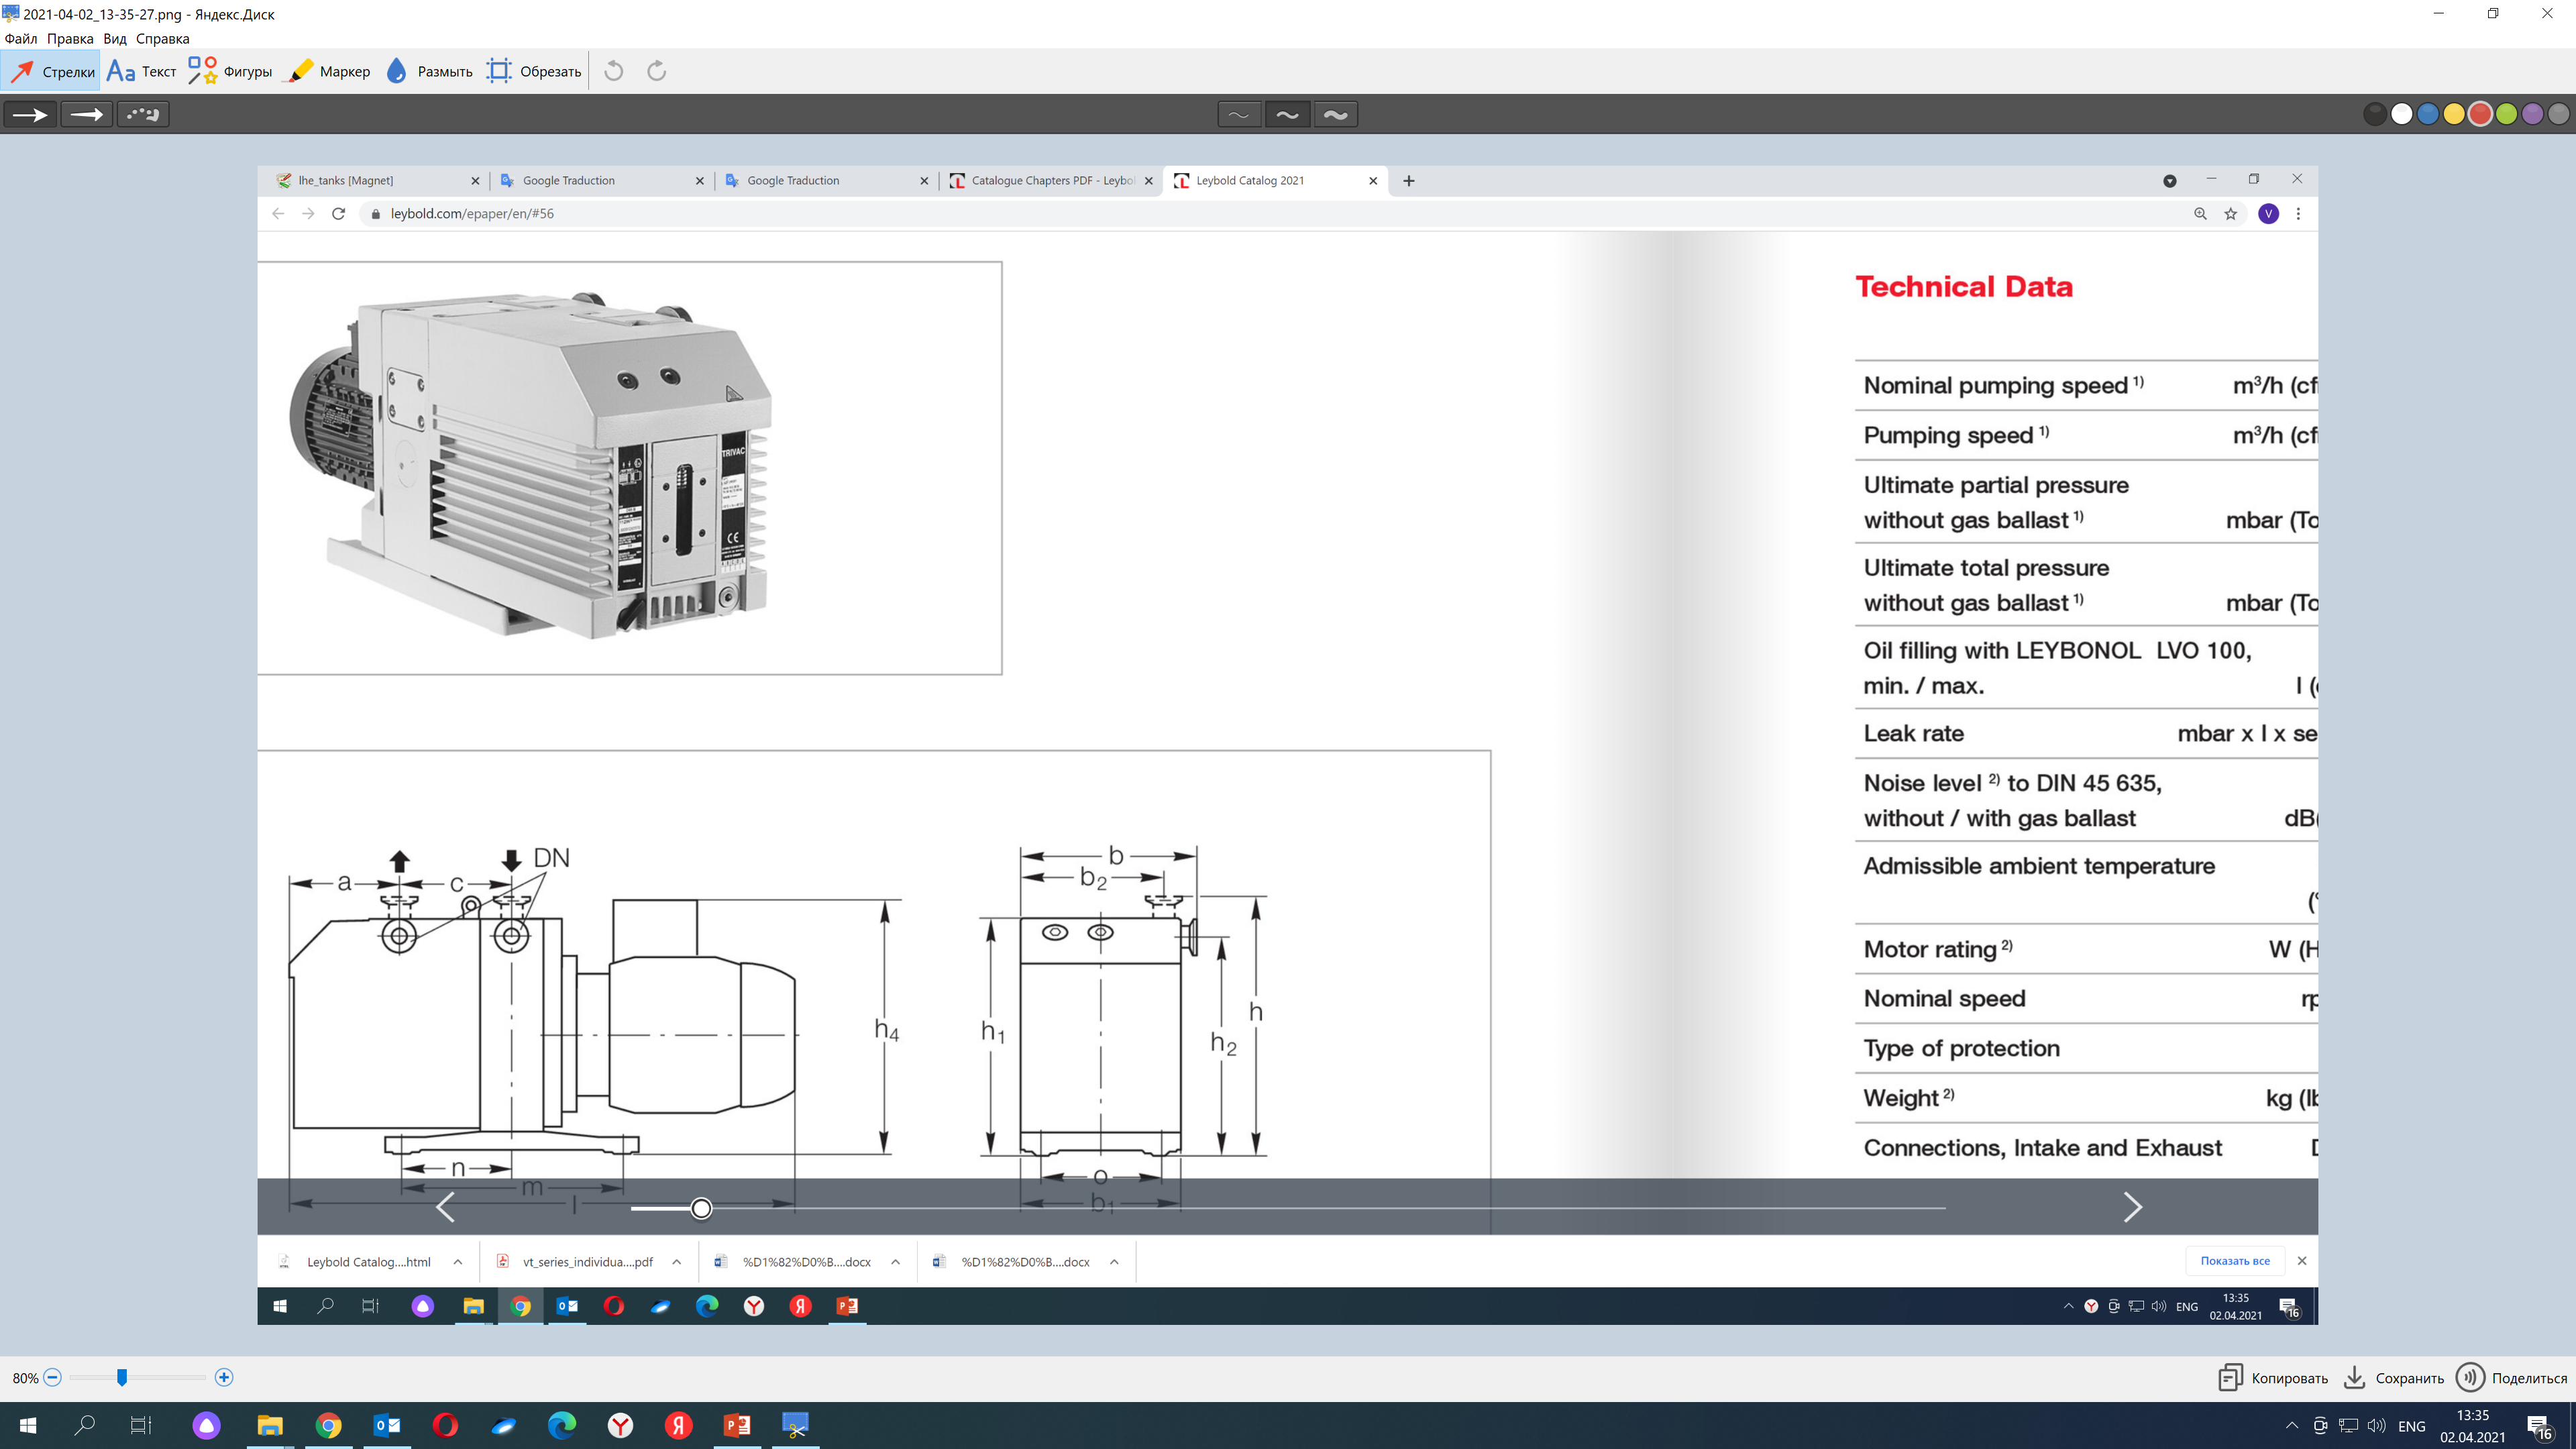 2021-04-02_13-35-27.png - Яндекс.Диск
Файл Правка Вид Справка
Стрелки Текст Фигуры Маркер Размыть Обрезать
lhe_tanks [Magnet] Google Traduction Google Traduction Catalogue Chapters PDF - Leybol Leybold Catalog 2021
leybold.com/epaper/en/#56
V
TRIVAC
CE
Technical Data
Nominal pumping speed 1) m³/h (cf
Pumping speed 1) m³/h (cf
Ultimate partial pressure
without gas ballast 1) mbar (To
Ultimate total pressure
without gas ballast 1) mbar (To
Oil filling with LEYBONOL LVO 100,
min. / max. l (
Leak rate mbar x l x se
Noise level 2) to DIN 45 635,
without / with gas ballast dB(
Admissible ambient temperature
(°
Motor rating 2) W (H
Nominal speed rp
Type of protection
Weight 2) kg (lb
Connections, Intake and Exhaust D
DN
a c
h4
n
m
l
b
b2
h1
h2
h
o
b1
Leybold Catalog....html vt_series_individua....pdf %D1%82%D0%B....docx %D1%82%D0%B....docx Показать все
ENG 13:35
02.04.2021
16
80% Копировать Сохранить Поделиться
ENG 13:35
02.04.2021
16